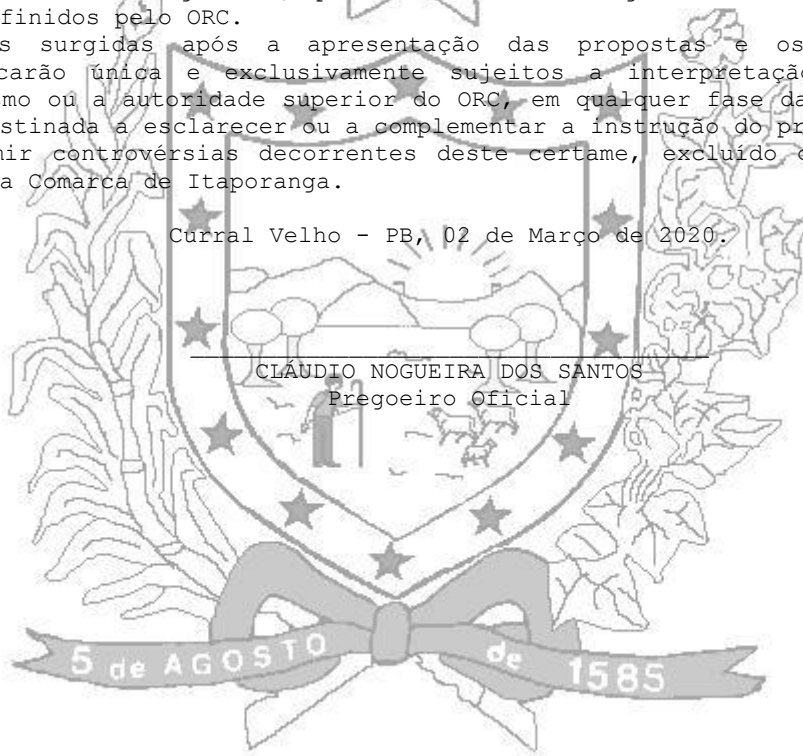 finidos pelo ORC.
s surgidas após a apresentação das propostas e os
carão única e exclusivamente sujeitos a interpretação
smo ou a autoridade superior do ORC, em qualquer fase da
stinada a esclarecer ou a complementar a instrução do pr
mir controvérsias decorrentes deste certame, excluído
a Comarca de Itaporanga.
Curral Velho - PB, 02 de Março de 2020.
CLÁUDIO NOGUEIRA DOS SANTOS
Pregoeiro Oficial
5 de AGOSTO de 1585